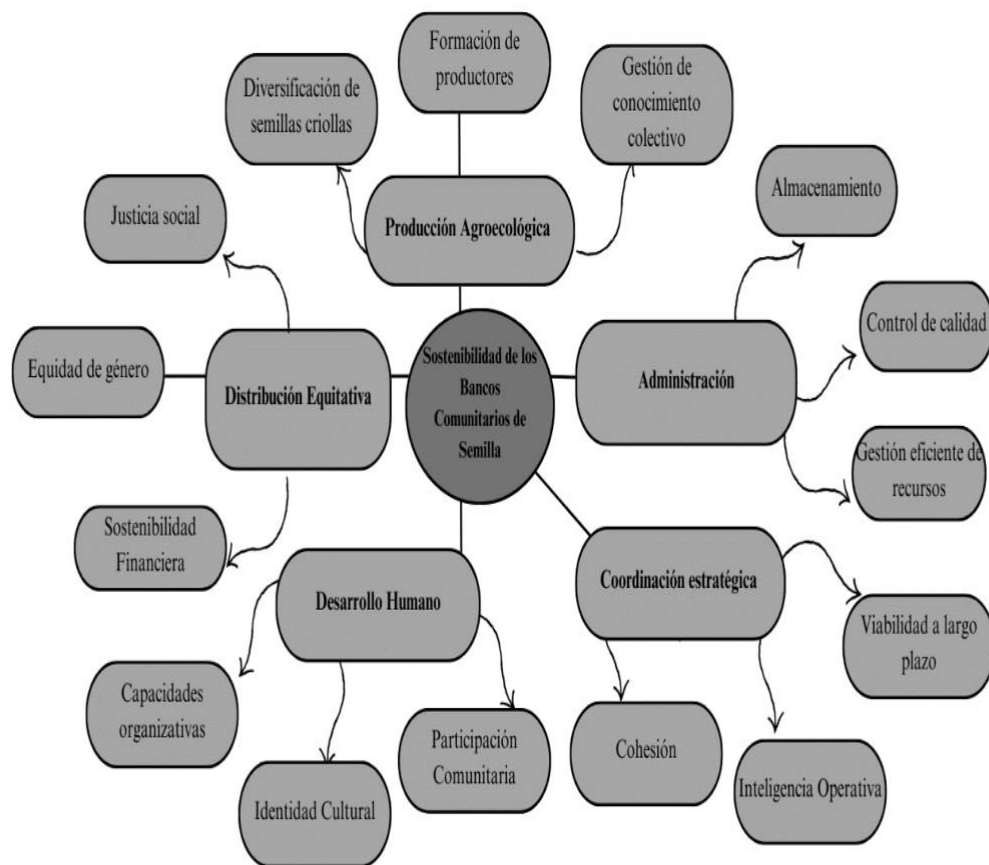 Formación de
productores
Gestión de
conocimiento
colectivo
Diversificación de
semillas criollas
Almacenamiento
Justicia social
Producción Agroecológica
Control de calidad
Equidad de género
Distribución Equitativa
Sostenibilidad de los
Bancos
Comunitarios de
Semilla
Administración
Gestión eficiente de
recursos
Sostenibilidad
Financiera
Desarrollo Humano
Coordinación estratégica
Viabilidad a largo
plazo
Capacidades
organizativas
Participación
Comunitaria
Cohesión
Identidad Cultural
Inteligencia Operativa